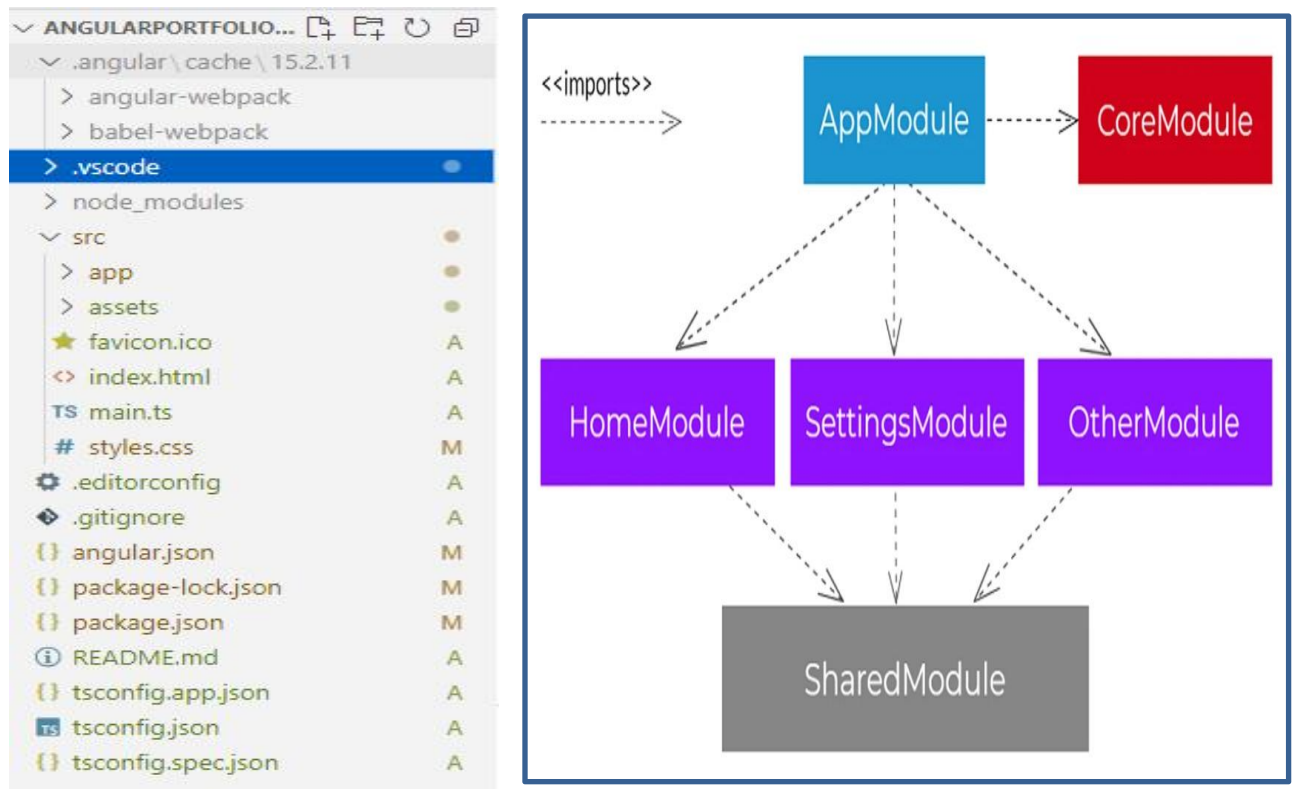 ANGULARPORTFOLIO...
.angular\cache\15.2.11
angular-webpack
babel-webpack
.vscode
node_modules
src
app
assets
favicon.ico A
<> index.html A
TS main.ts A
# styles.css M
.editorconfig A
.gitignore A
{} angular.json M
{} package-lock.json M
{} package.json M
README.md A
{} tsconfig.app.json A
TS tsconfig.json A
{} tsconfig.spec.json A
<<imports>>
AppModule
CoreModule
HomeModule
SettingsModule
OtherModule
SharedModule